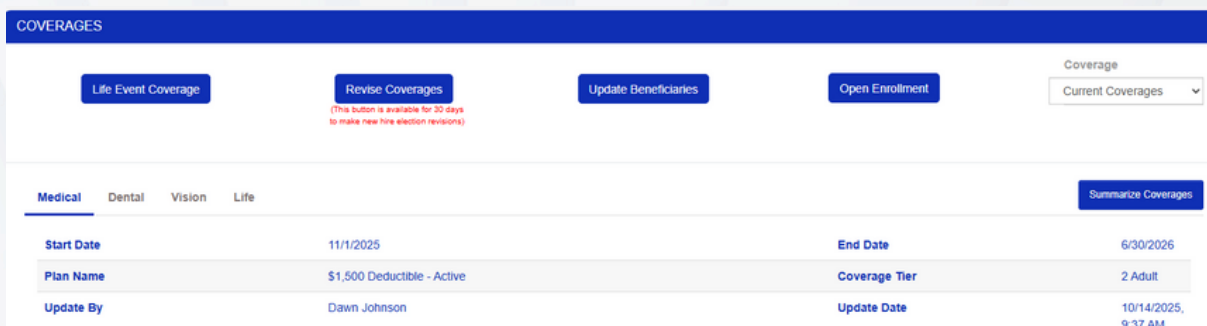 COVERAGES
Coverage
Life Event Coverage
Revise Coverages
Update Beneficiaries
Open Enrollment
Current Coverages
(This button is available for 30 days
to make new hire election revisions)
Medical
Dental
Vision
Life
Summarize Coverages
Start Date
11/1/2025
End Date
6/30/2026
Plan Name
$1,500 Deductible - Active
Coverage Tier
2 Adult
Update By
Dawn Johnson
Update Date
10/14/2025,
9:37 AM